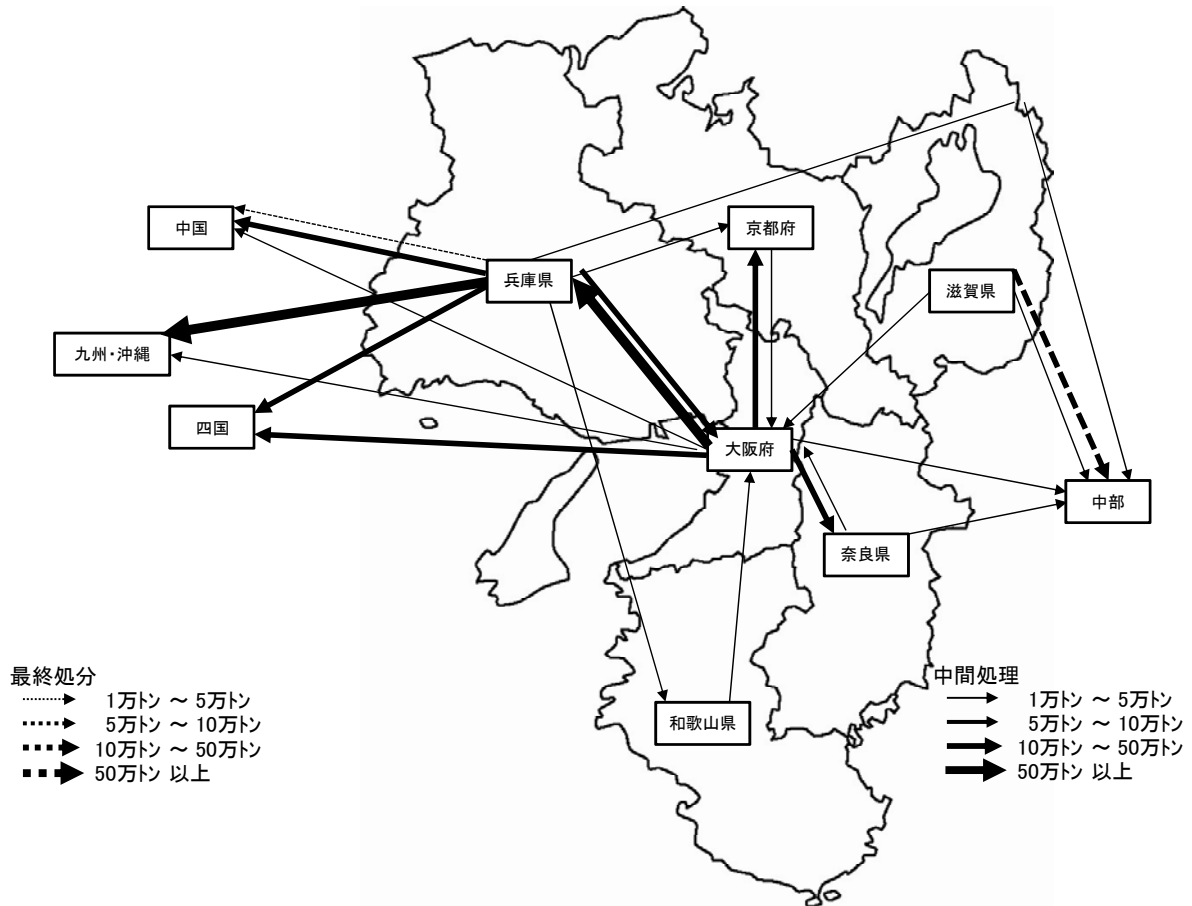 京都府
中国
兵庫県
滋賀県
九州・沖縄
四国
大阪府
中部
奈良県
和歌山県
最終処分
1万トン ～ 5万トン
5万トン ～ 10万トン
10万トン ～ 50万トン
50万トン 以上
中間処理
1万トン ～ 5万トン
5万トン ～ 10万トン
10万トン ～ 50万トン
50万トン 以上